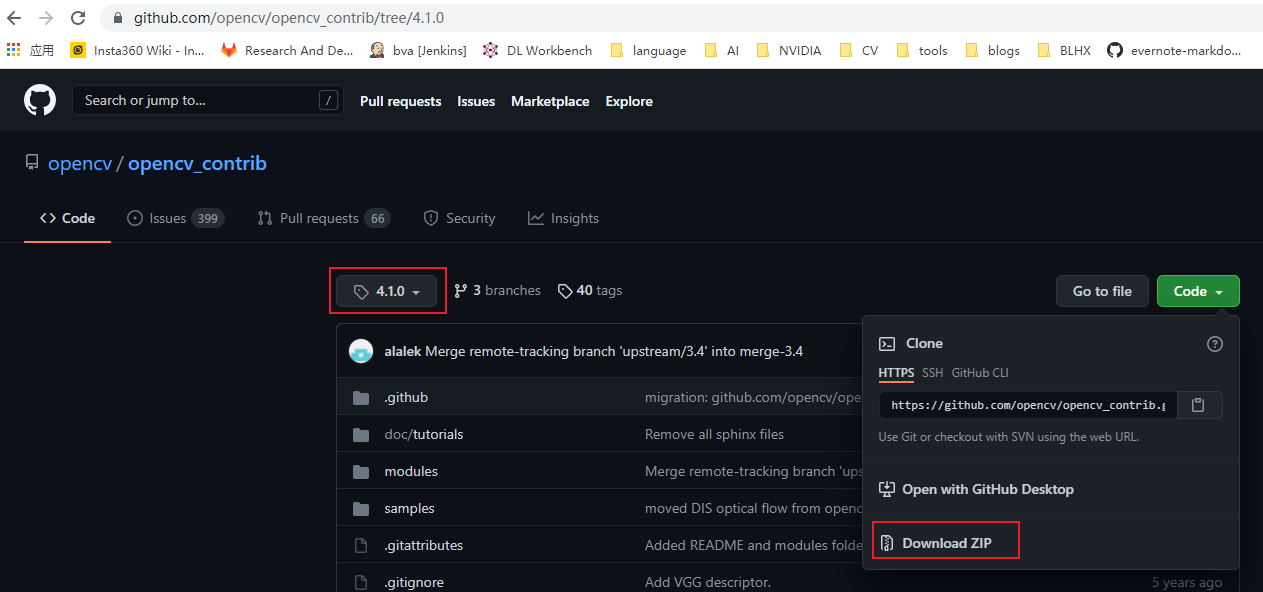 github.com/opencv/opencv_contrib/tree/4.1.0
应用 Insta360 Wiki - In... Research And De... bva [Jenkins] DL Workbench language AI NVIDIA CV tools blogs BLHX evernote-markdo...
Search or jump to... / Pull requests Issues Marketplace Explore
opencv / opencv_contrib
Code Issues 399 Pull requests 66 Security Insights
4.1.0 3 branches 40 tags Go to file Code
alalek Merge remote-tracking branch 'upstream/3.4' into merge-3.4
.github migration: github.com/opencv/ope
doc/tutorials Remove all sphinx files
modules Merge remote-tracking branch 'ups
samples moved DIS optical flow from openc
.gitattributes Added README and modules folde
.gitignore Add VGG descriptor. 5 years ago
Clone
HTTPS SSH GitHub CLI
https://github.com/opencv/opencv_contrib.g
Use Git or checkout with SVN using the web URL.
Open with GitHub Desktop
Download ZIP